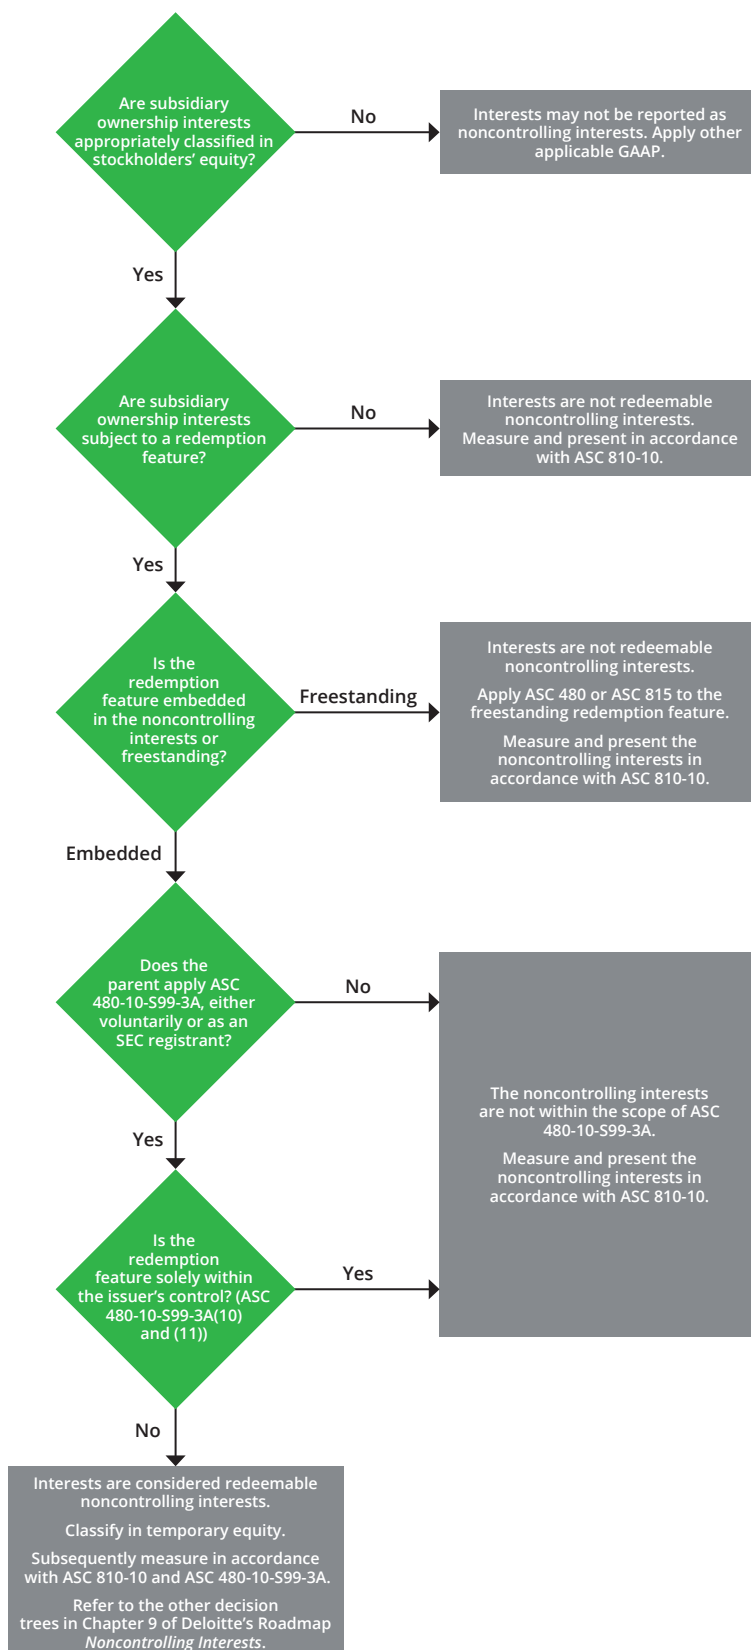 Are subsidiary
ownership interests
appropriately classified in
stockholders’ equity?
No
Interests may not be reported as
noncontrolling interests. Apply other
applicable GAAP.
Yes
Are subsidiary
ownership interests
subject to a redemption
feature?
No
Interests are not redeemable
noncontrolling interests.
Measure and present in accordance
with ASC 810-10.
Yes
Is the
redemption
feature embedded
in the noncontrolling
interests or
freestanding?
Freestanding
Interests are not redeemable
noncontrolling interests.
Apply ASC 480 or ASC 815 to the
freestanding redemption feature.
Measure and present the
noncontrolling interests in
accordance with ASC 810-10.
Embedded
Does the
parent apply ASC
480-10-S99-3A, either
voluntarily or as an
SEC registrant?
No
The noncontrolling interests
are not within the scope of ASC
480-10-S99-3A.
Measure and present the
noncontrolling interests in
accordance with ASC 810-10.
Yes
Is the
redemption
feature solely within
the issuer’s control? (ASC
480-10-S99-3A(10)
and (11))
Yes
No
Interests are considered redeemable
noncontrolling interests.
Classify in temporary equity.
Subsequently measure in accordance
with ASC 810-10 and ASC 480-10-S99-3A.
Refer to the other decision
trees in Chapter 9 of Deloitte’s Roadmap
Noncontrolling Interests.